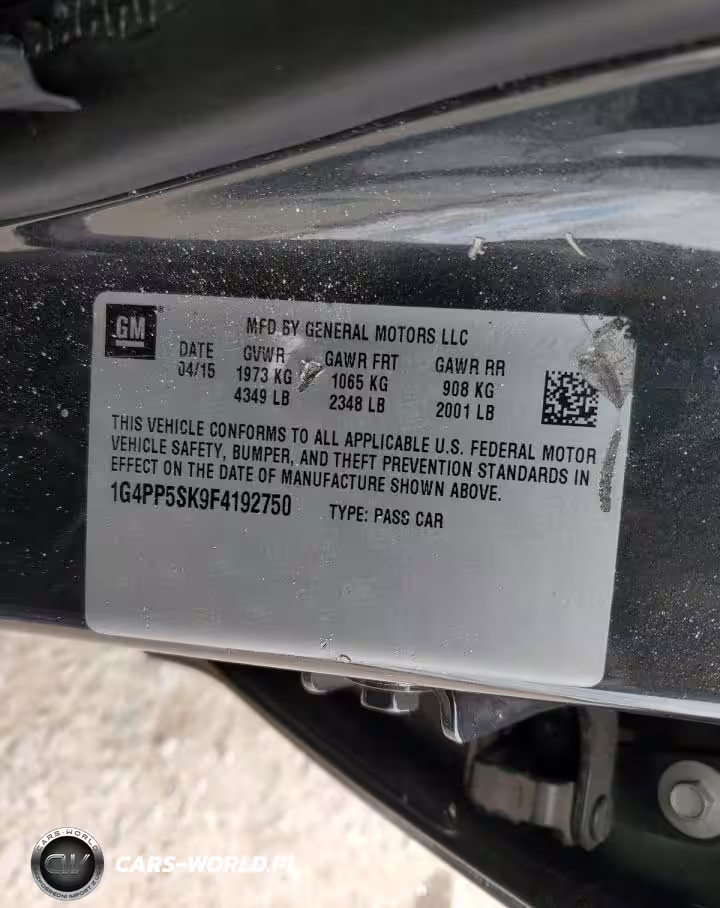 GM
MFD BY GENERAL MOTORS LLC
DATE GVWR GAWR FRT GAWR RR
04/15 1973 KG 1065 KG 908 KG
4349 LB 2348 LB 2001 LB
THIS VEHICLE CONFORMS TO ALL APPLICABLE U.S. FEDERAL MOTOR
VEHICLE SAFETY, BUMPER, AND THEFT PREVENTION STANDARDS IN
EFFECT ON THE DATE OF MANUFACTURE SHOWN ABOVE.
1G4PP5SK9F4192750 TYPE: PASS CAR
CARS-WORLD
CW
CARS-WORLD.PL